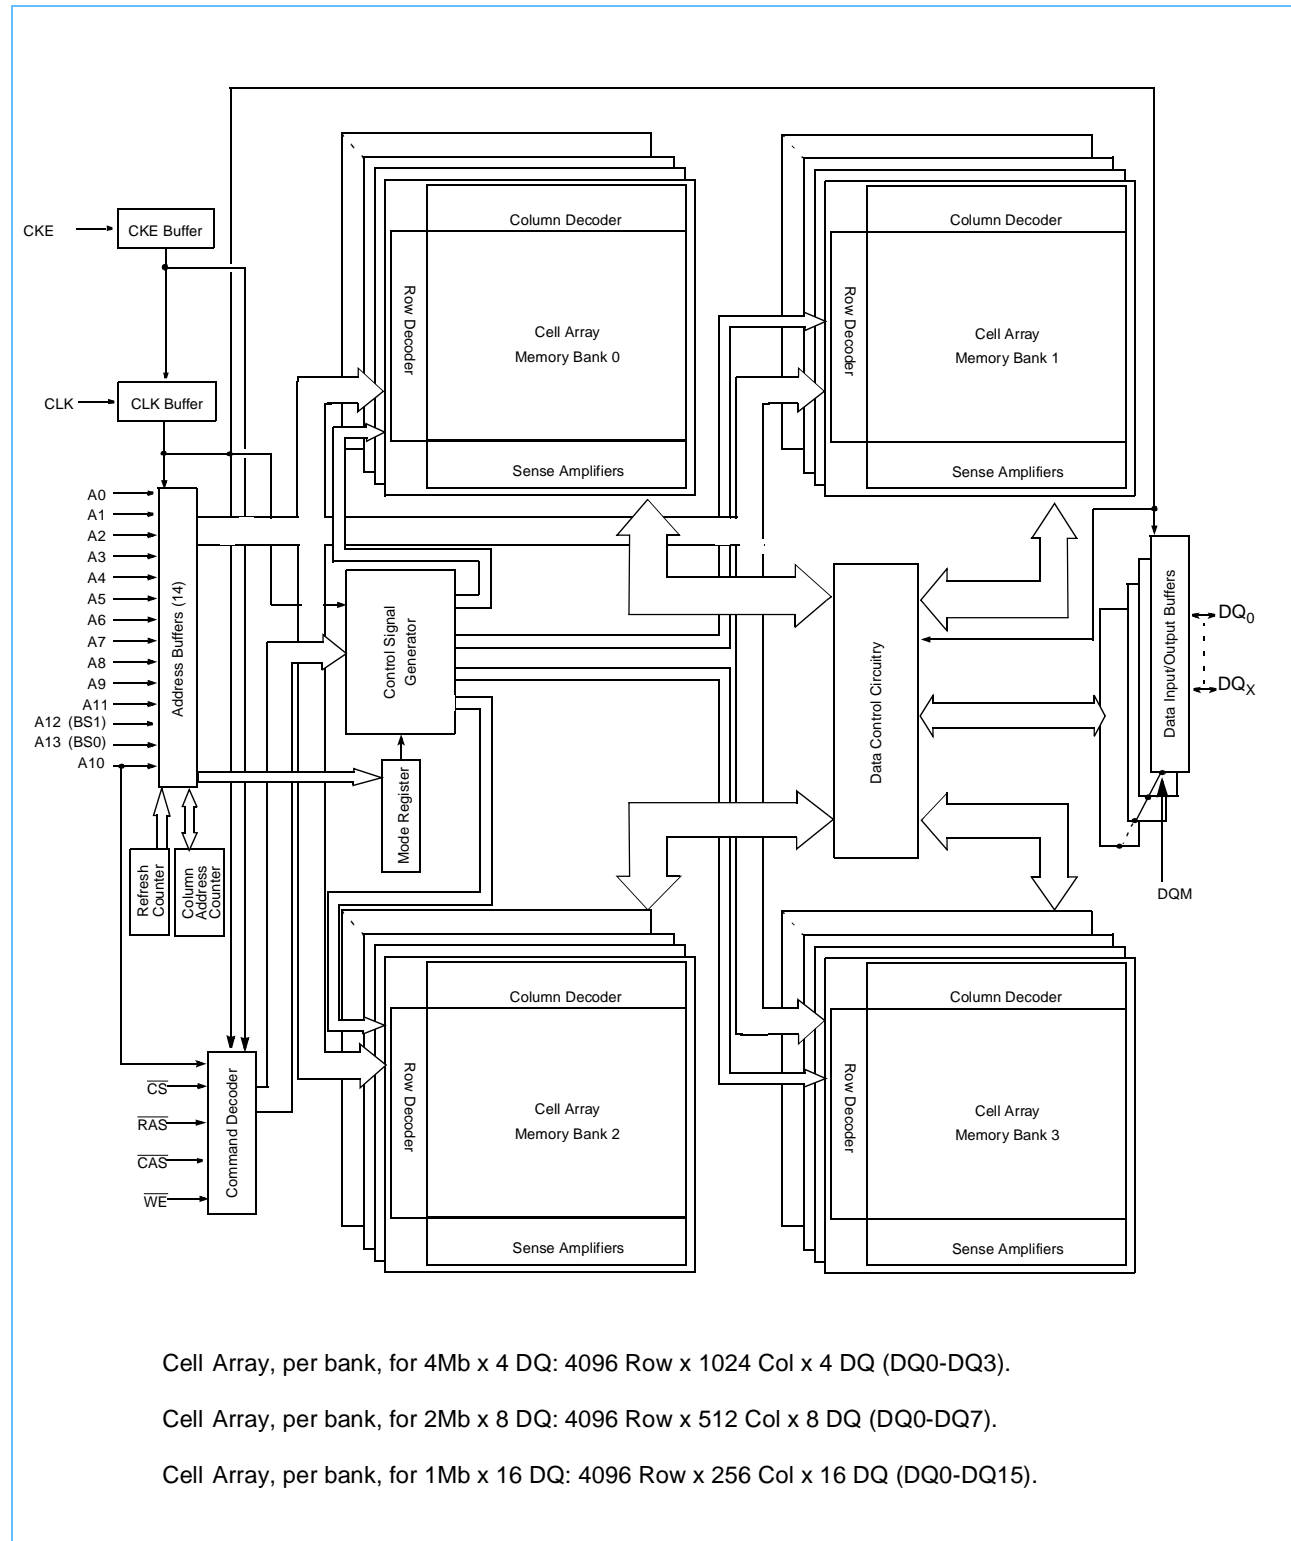 Column Decoder
Row Decoder
Cell Array
Memory Bank 0
Sense Amplifiers
Column Decoder
Row Decoder
Cell Array
Memory Bank 1
Sense Amplifiers
CKE
CKE Buffer
CLK
CLK Buffer
A0
A1
A2
A3
A4
A5
A6
A7
A8
A9
A11
A12 (BS1)
A13 (BS0)
A10
Address Buffers (14)
Refresh
Counter
Column
Address
Counter
Control Signal
Generator
Mode Register
Data Control Circuitry
Data Input/Output Buffers
DQ0
DQX
DQM
C̅S̅
R̅A̅S̅
C̅A̅S̅
W̅E̅
Command Decoder
Column Decoder
Row Decoder
Cell Array
Memory Bank 2
Sense Amplifiers
Column Decoder
Row Decoder
Cell Array
Memory Bank 3
Sense Amplifiers
Cell Array, per bank, for 4Mb x 4 DQ: 4096 Row x 1024 Col x 4 DQ (DQ0-DQ3).
Cell Array, per bank, for 2Mb x 8 DQ: 4096 Row x 512 Col x 8 DQ (DQ0-DQ7).
Cell Array, per bank, for 1Mb x 16 DQ: 4096 Row x 256 Col x 16 DQ (DQ0-DQ15).